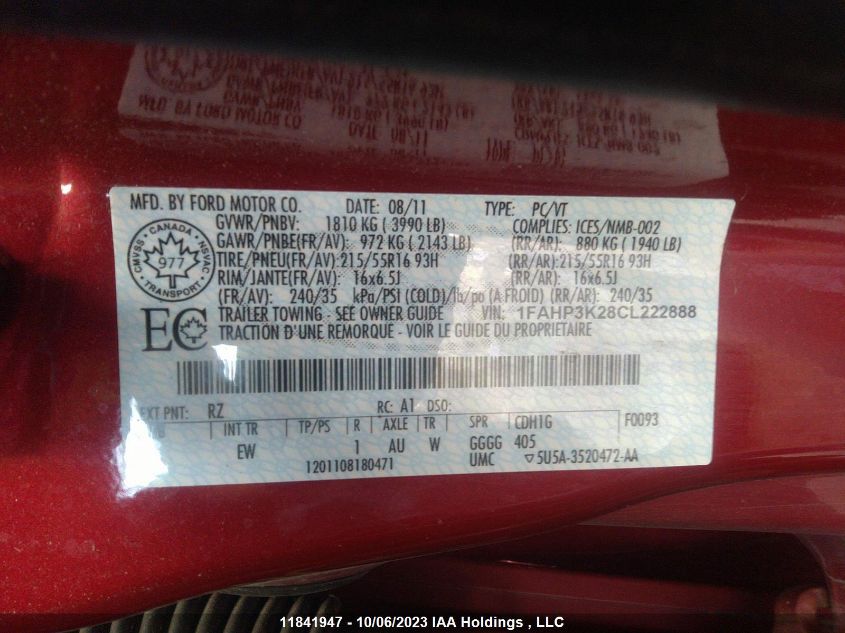 MFD. BY FORD MOTOR CO. DATE: 08/11 TYPE: PC/VT
GVWR/PNBV: 1810 KG ( 3990 LB) COMPLIES: ICES/NMB-002
GAWR/PNBE(FR/AV): 972 KG ( 2143 LB) (RR/AR): 880 KG ( 1940 LB)
TIRE/PNEU(FR/AV):215/55R16 93H (RR/AR):215/55R16 93H
RIM/JANTE(FR/AV): 16x6.5J (RR/AR): 16x6.5J
(FR/AV): 240/35 kPa/PSI (COLD)/lb/po (A FROID) (RR/AR): 240/35
TRAILER TOWING - SEE OWNER GUIDE VIN: 1FAHP3K28CL222888
TRACTION D'UNE REMORQUE - VOIR LE GUIDE DU PROPRIETAIRE
CANADA
CMVSS NSVAC
977
TRANSPORT
EC
EXT PNT: RZ RC: A1 DSO:
INT TR TP/PS R AXLE TR SPR CDH1G F0093
EW 1 AU W GGGG 405
1201108180471 UMC ▽5U5A-3520472-AA
11841947 - 10/06/2023 IAA Holdings , LLC